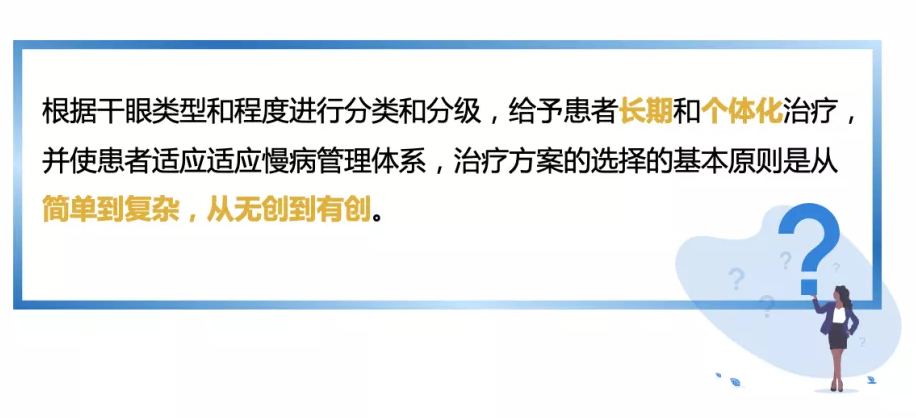 根据干眼类型和程度进行分类和分级，给予患者长期和个体化治疗，
并使患者适应适应慢病管理体系，治疗方案的选择的基本原则是从
简单到复杂，从无创到有创。
?
?
?
?
?
?